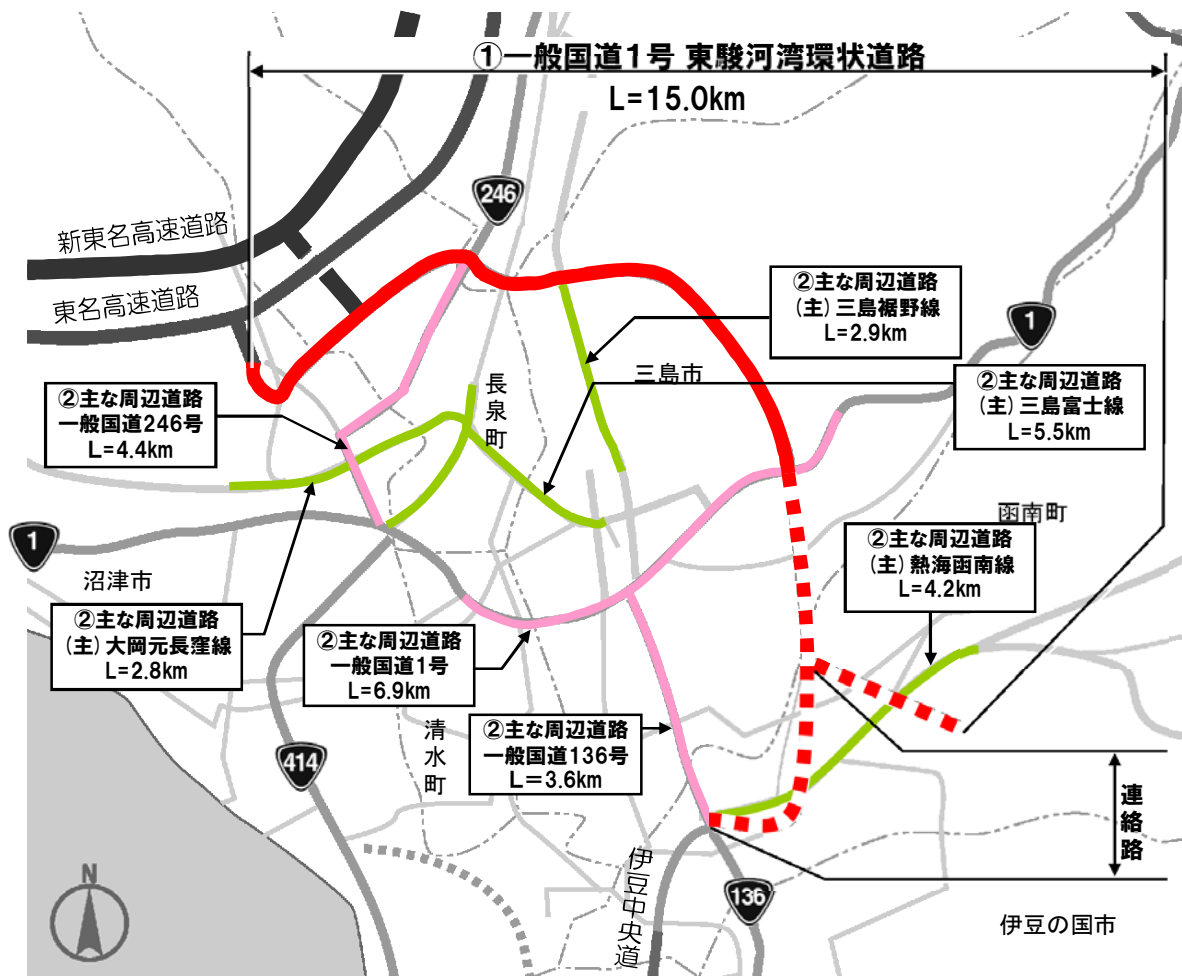 ①一般国道1号 東駿河湾環状道路
L=15.0km
246
新東名高速道路
東名高速道路
②主な周辺道路
(主)三島裾野線
L=2.9km
1
三島市
長泉町
②主な周辺道路
(主)三島富士線
L=5.5km
②主な周辺道路
一般国道246号
L=4.4km
函南町
1
②主な周辺道路
(主)熱海函南線
L=4.2km
沼津市
②主な周辺道路
(主)大岡元長窪線
L=2.8km
②主な周辺道路
一般国道1号
L=6.9km
清水町
②主な周辺道路
一般国道136号
L=3.6km
414
連絡路
伊豆中央道
136
N
伊豆の国市